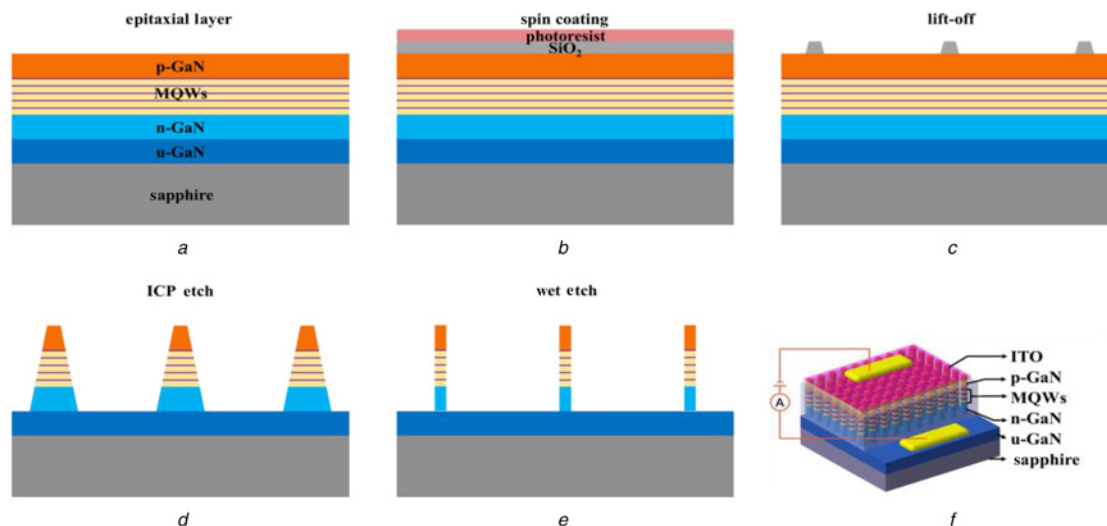 epitaxial layer
p-GaN
MQWs
n-GaN
u-GaN
sapphire
a
spin coating
photoresist
SiO₂
b
lift-off
c
ICP etch
d
wet etch
e
A
ITO
p-GaN
MQWs
n-GaN
u-GaN
sapphire
f